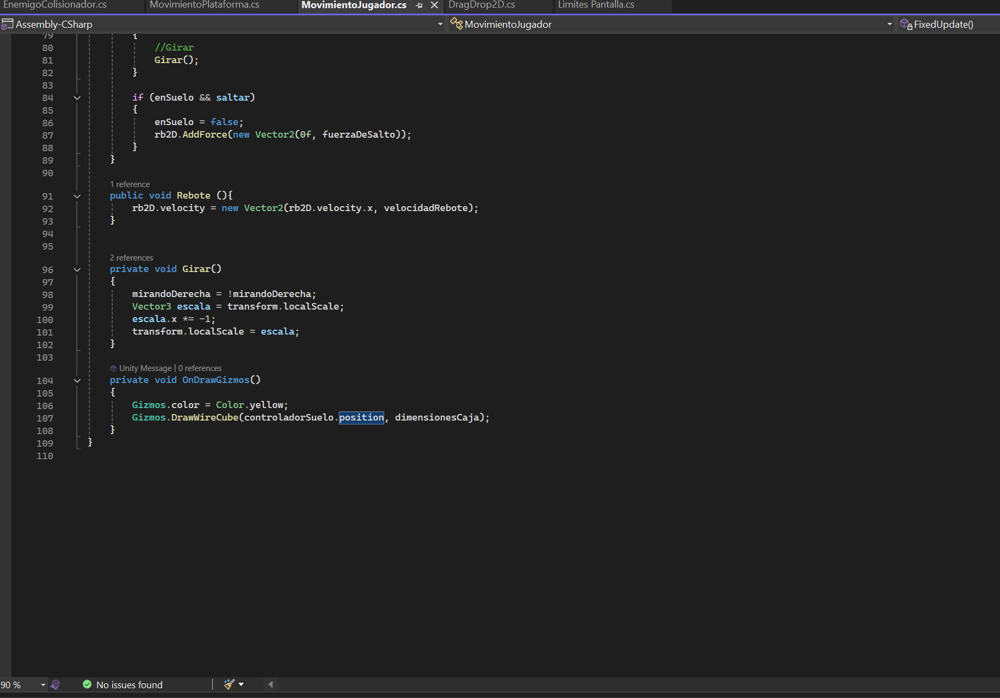 EnemigoColisionador.cs MovimientoPlataforma.cs MovimientoJugador.cs DragDrop2D.cs Limites Pantalla.cs
Assembly-CSharp MovimientoJugador FixedUpdate()
79 {
80 //Girar
81 Girar();
82 }
83
84 if (enSuelo && saltar)
85 {
86 enSuelo = false;
87 rb2D.AddForce(new Vector2(0f, fuerzaDeSalto));
88 }
89 }
90
1 reference
91 public void Rebote (){
92 rb2D.velocity = new Vector2(rb2D.velocity.x, velocidadRebote);
93 }
94
95
2 references
96 private void Girar()
97 {
98 mirandoDerecha = !mirandoDerecha;
99 Vector3 escala = transform.localScale;
100 escala.x *= -1;
101 transform.localScale = escala;
102 }
103
Unity Message | 0 references
104 private void OnDrawGizmos()
105 {
106 Gizmos.color = Color.yellow;
107 Gizmos.DrawWireCube(controladorSuelo.position, dimensionesCaja);
108 }
109 }
110
90 % No issues found